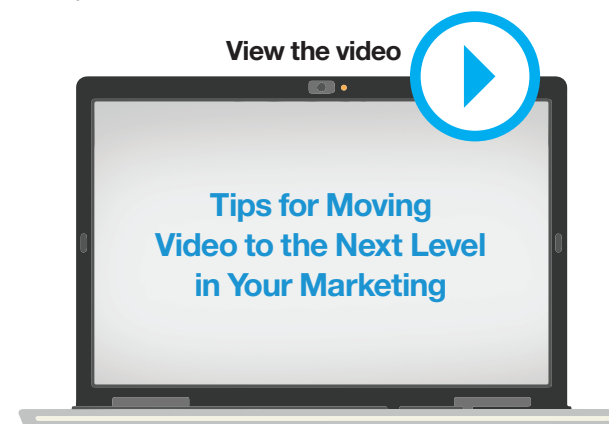 View the video
Tips for Moving
Video to the Next Level
in Your Marketing